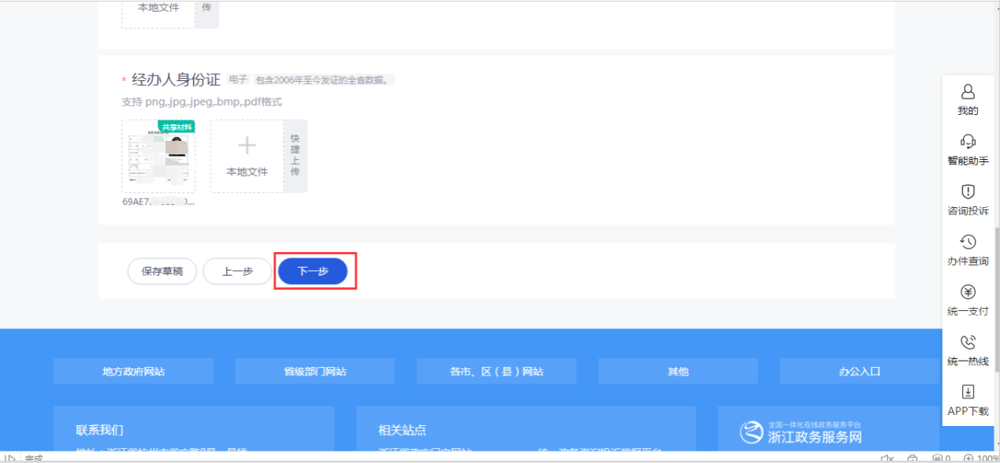 本地文件
传
* 经办人身份证 电子 包含2006年至今发证的全省数据。
支持 png,jpg,jpeg,bmp,pdf格式
共享材料
本地文件
快捷上传
69AE7
保存草稿 上一步 下一步
我的
智能助手
咨询投诉
办件查询
统一支付
统一热线
APP下载
地方政府网站 省级部门网站 各市、区（县）网站 其他 办公入口
联系我们 相关站点
全国一体化在线政务服务平台
浙江政务服务网
完成 0 100%